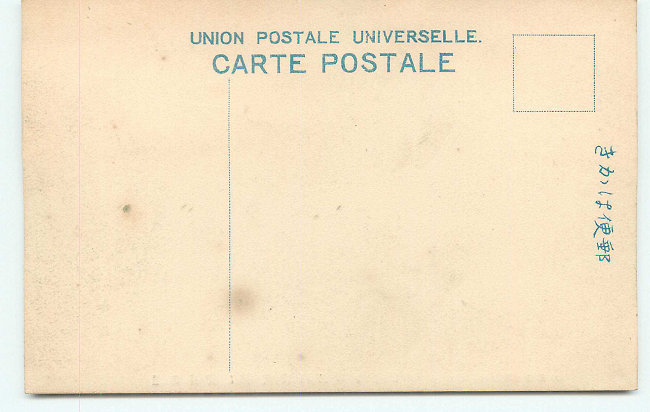 UNION POSTALE UNIVERSELLE.
CARTE POSTALE
きかは便郵